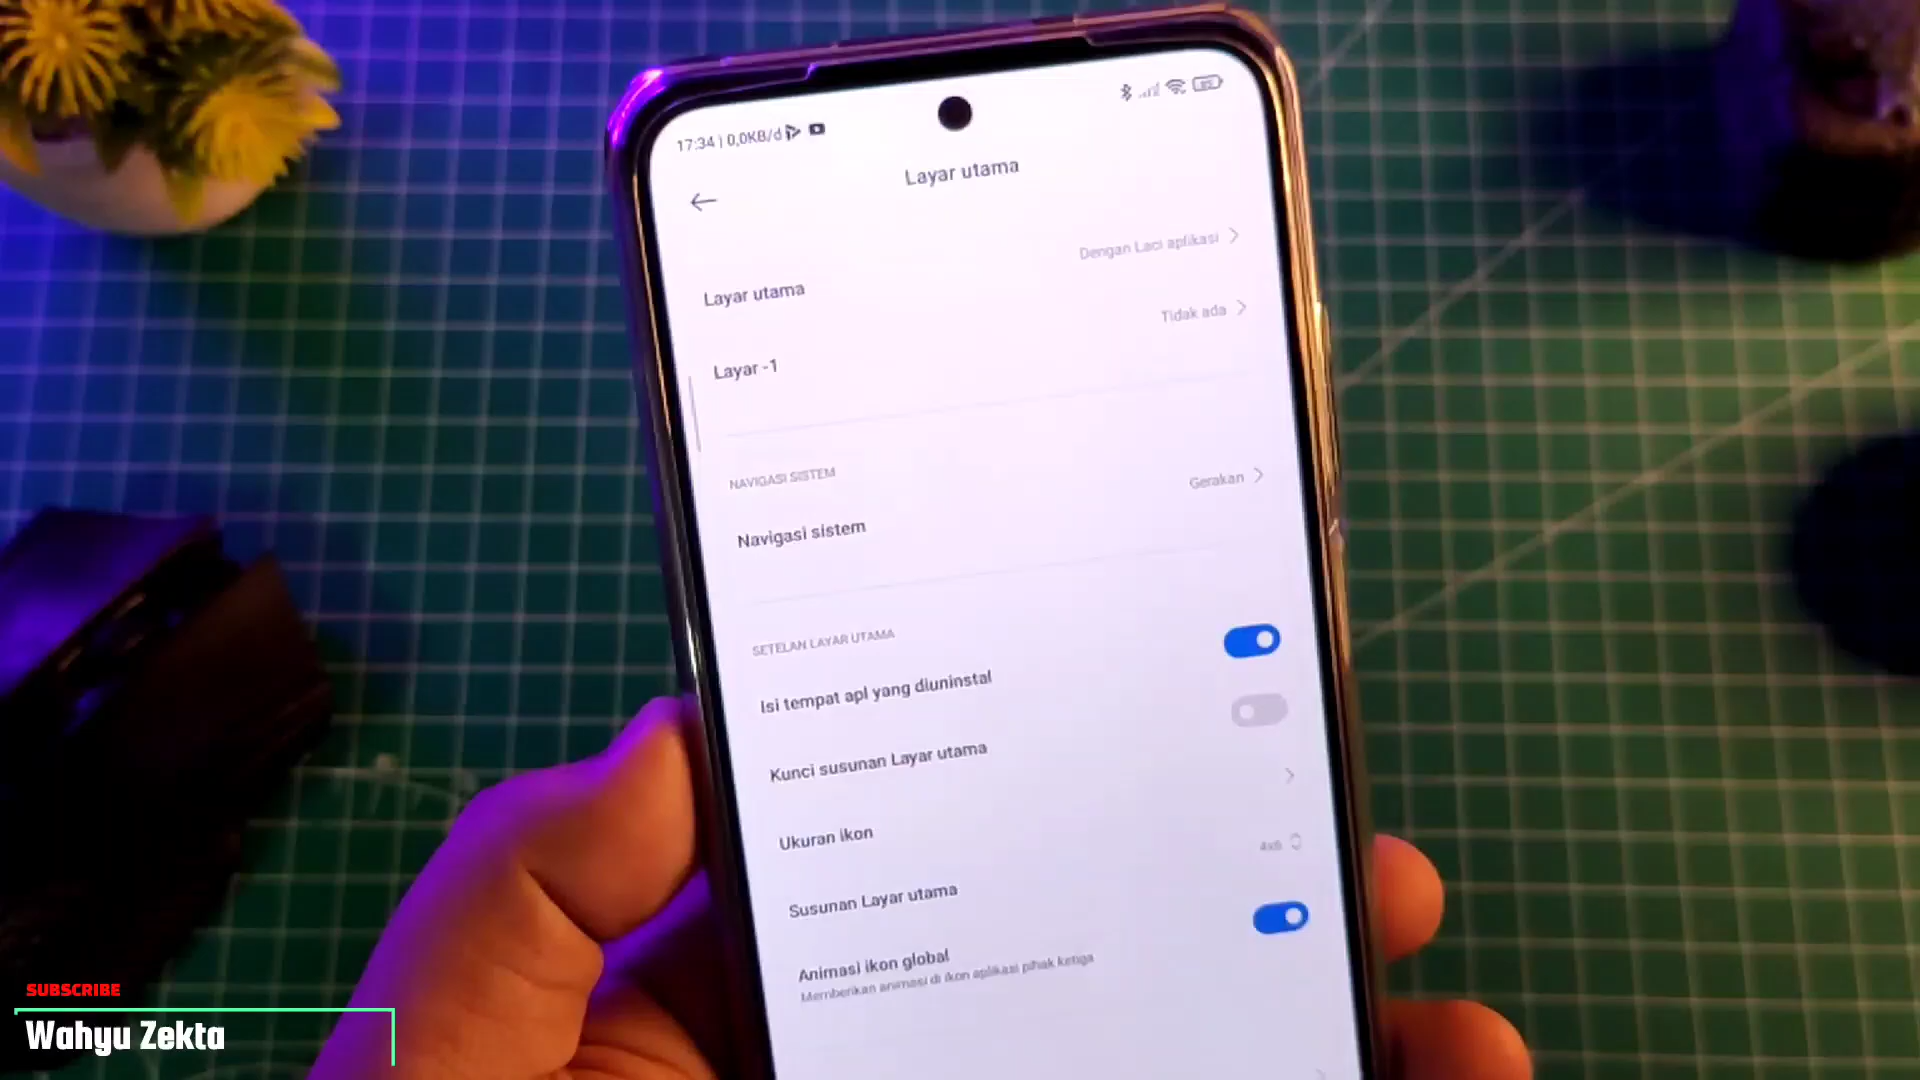 17:34 | 0,0KB/d
Layar utama
Dengan Laci aplikasi
Layar utama
Tidak ada
Layar -1
NAVIGASI SISTEM
Gerakan
Navigasi sistem
SETELAN LAYAR UTAMA
Isi tempat apl yang diuninstal
Kunci susunan Layar utama
Ukuran ikon
Susunan Layar utama
Animasi ikon global
Memberikan animasi di ikon aplikasi pihak ketiga
SUBSCRIBE
Wahyu Zekta